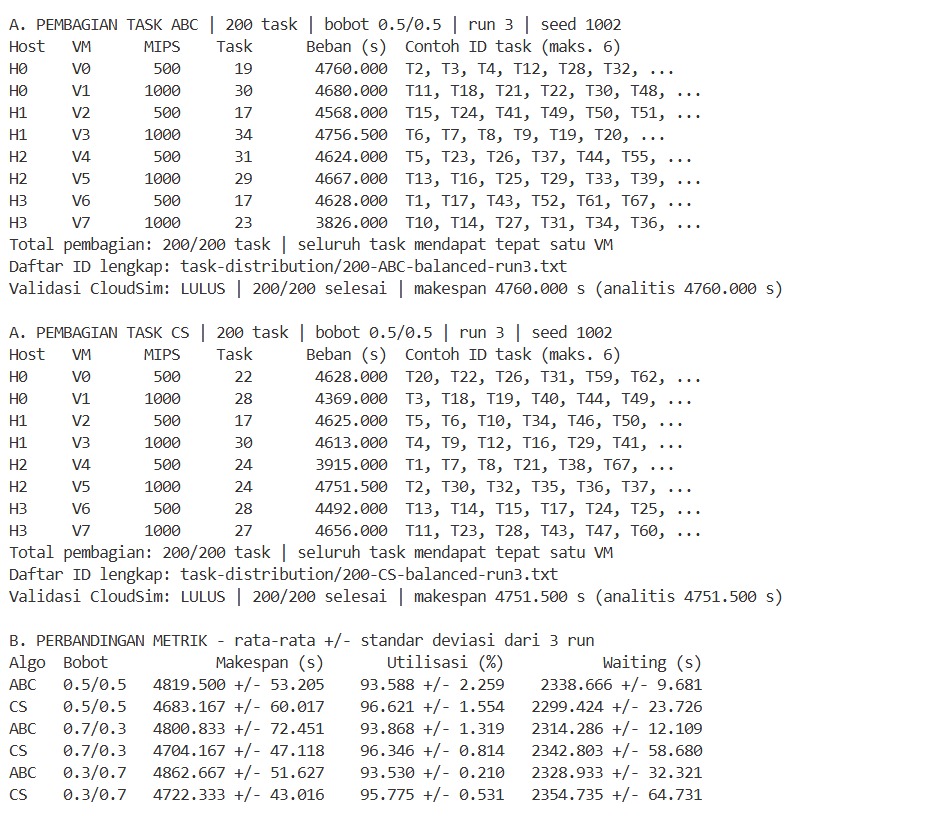 A. PEMBAGIAN TASK ABC | 200 task | bobot 0.5/0.5 | run 3 | seed 1002
Host VM MIPS Task Beban (s) Contoh ID task (maks. 6)
H0 V0 500 19 4760.000 T2, T3, T4, T12, T28, T32, ...
H0 V1 1000 30 4680.000 T11, T18, T21, T22, T30, T48, ...
H1 V2 500 17 4568.000 T15, T24, T41, T49, T50, T51, ...
H1 V3 1000 34 4756.500 T6, T7, T8, T9, T19, T20, ...
H2 V4 500 31 4624.000 T5, T23, T26, T37, T44, T55, ...
H2 V5 1000 29 4667.000 T13, T16, T25, T29, T33, T39, ...
H3 V6 500 17 4628.000 T1, T17, T43, T52, T61, T67, ...
H3 V7 1000 23 3826.000 T10, T14, T27, T31, T34, T36, ...
Total pembagian: 200/200 task | seluruh task mendapat tepat satu VM
Daftar ID lengkap: task-distribution/200-ABC-balanced-run3.txt
Validasi CloudSim: LULUS | 200/200 selesai | makespan 4760.000 s (analitis 4760.000 s)
A. PEMBAGIAN TASK CS | 200 task | bobot 0.5/0.5 | run 3 | seed 1002
Host VM MIPS Task Beban (s) Contoh ID task (maks. 6)
H0 V0 500 22 4628.000 T20, T22, T26, T31, T59, T62, ...
H0 V1 1000 28 4369.000 T3, T18, T19, T40, T44, T49, ...
H1 V2 500 17 4625.000 T5, T6, T10, T34, T46, T50, ...
H1 V3 1000 30 4613.000 T4, T9, T12, T16, T29, T41, ...
H2 V4 500 24 3915.000 T1, T7, T8, T21, T38, T67, ...
H2 V5 1000 24 4751.500 T2, T30, T32, T35, T36, T37, ...
H3 V6 500 28 4492.000 T13, T14, T15, T17, T24, T25, ...
H3 V7 1000 27 4656.000 T11, T23, T28, T43, T47, T60, ...
Total pembagian: 200/200 task | seluruh task mendapat tepat satu VM
Daftar ID lengkap: task-distribution/200-CS-balanced-run3.txt
Validasi CloudSim: LULUS | 200/200 selesai | makespan 4751.500 s (analitis 4751.500 s)
B. PERBANDINGAN METRIK - rata-rata +/- standar deviasi dari 3 run
Algo Bobot Makespan (s) Utilisasi (%) Waiting (s)
ABC 0.5/0.5 4819.500 +/- 53.205 93.588 +/- 2.259 2338.666 +/- 9.681
CS 0.5/0.5 4683.167 +/- 60.017 96.621 +/- 1.554 2299.424 +/- 23.726
ABC 0.7/0.3 4800.833 +/- 72.451 93.868 +/- 1.319 2314.286 +/- 12.109
CS 0.7/0.3 4704.167 +/- 47.118 96.346 +/- 0.814 2342.803 +/- 58.680
ABC 0.3/0.7 4862.667 +/- 51.627 93.530 +/- 0.210 2328.933 +/- 32.321
CS 0.3/0.7 4722.333 +/- 43.016 95.775 +/- 0.531 2354.735 +/- 64.731